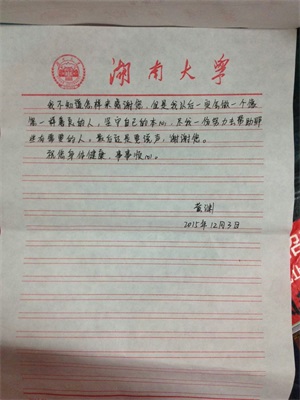 湖南大学
我不知道怎样来感谢您，但是我以后一定会做一个像您
一样善良的人，坚守自己的本心，尽我一份努力去帮助那
些有需要的人。最后还是要说声，谢谢您。
祝您身体健康，事事顺心。
黄渊
2015年12月3日